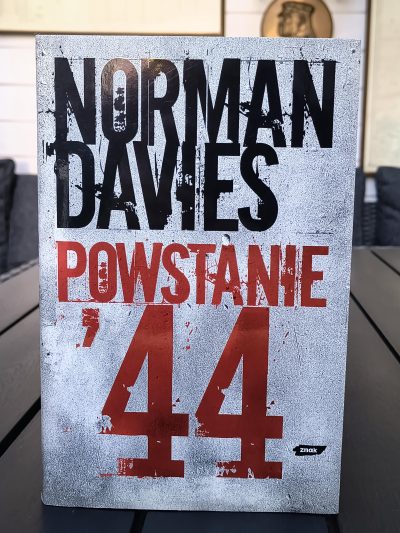 NORMAN
DAVIES
POWSTANIE
'44
znak